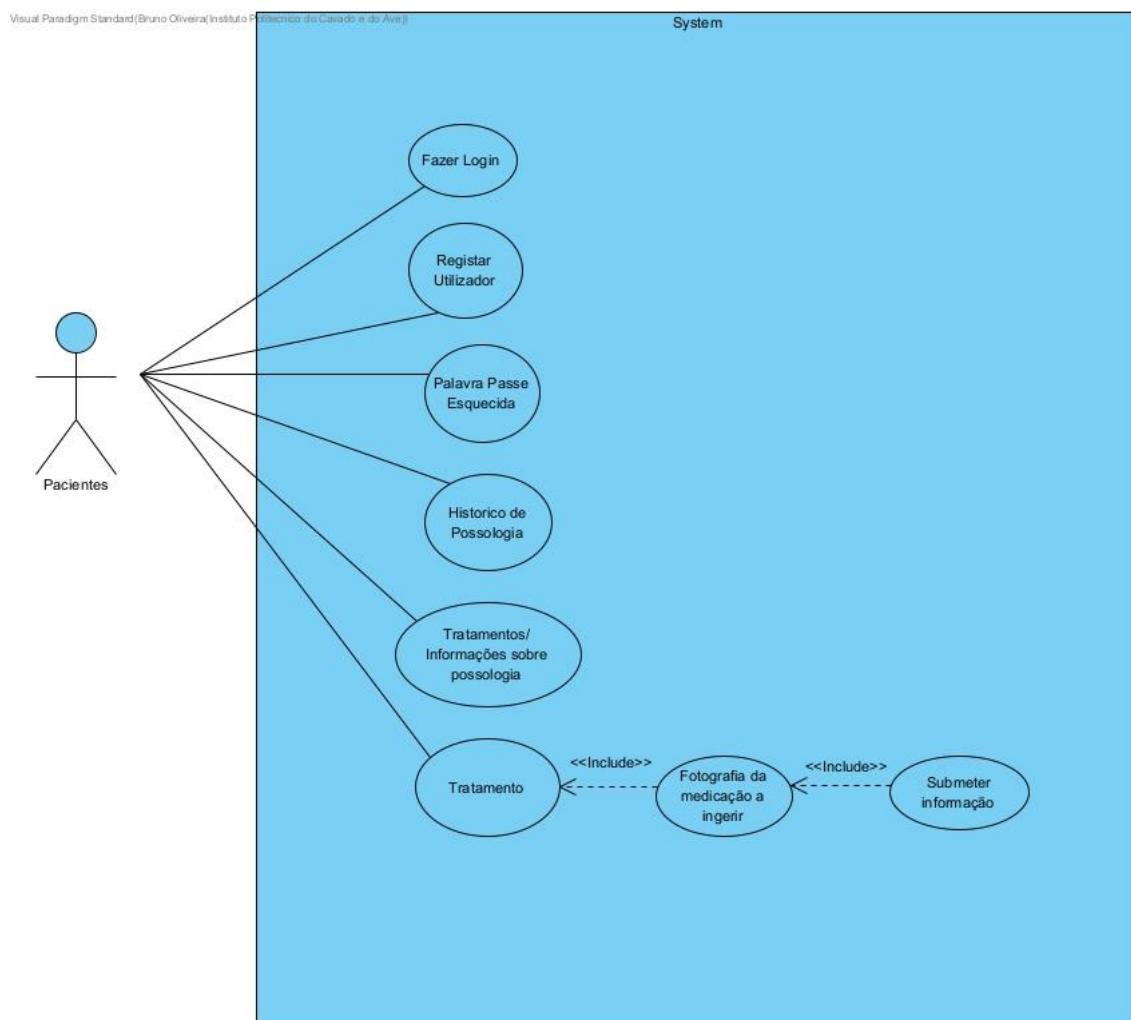 Visual Paradigm Standard(Bruno Oliveira(Instituto Politecnico do Cavado e do Ave))
System
Fazer Login
Registar
Utilizador
Palavra Passe
Esquecida
Pacientes
Historico de
Possologia
Tratamentos/
Informações sobre
possologia
Tratamento
<<Include>>
Fotografia da
medicação a
ingerir
<<Include>>
Submeter
informação